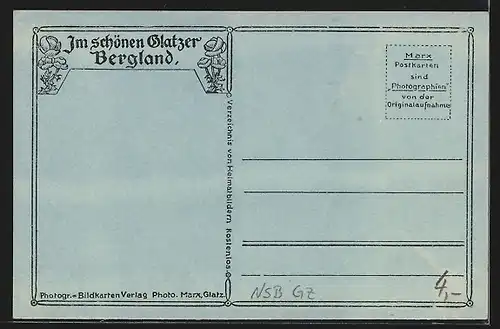 Im schönen Glatzer
Bergland.
Marx
Postkarten
sind
„Photographien"
von der
Originalaufnahme
Verzeichnis von Heimatbildern Kostenlos.
Photogr.=Bildkarten Verlag Photo. Marx, Glatz.
NSB GZ
4,-